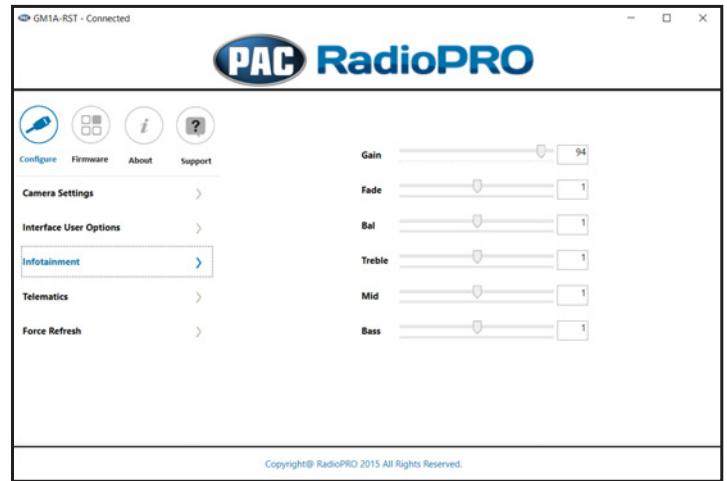 GM1A-RST - Connected
PAC RadioPRO
i
?
Configure Firmware About Support
Camera Settings
Interface User Options
Infotainment
Telematics
Force Refresh
Gain 94
Fade 1
Bal 1
Treble 1
Mid 1
Bass 1
Copyright@ RadioPRO 2015 All Rights Reserved.